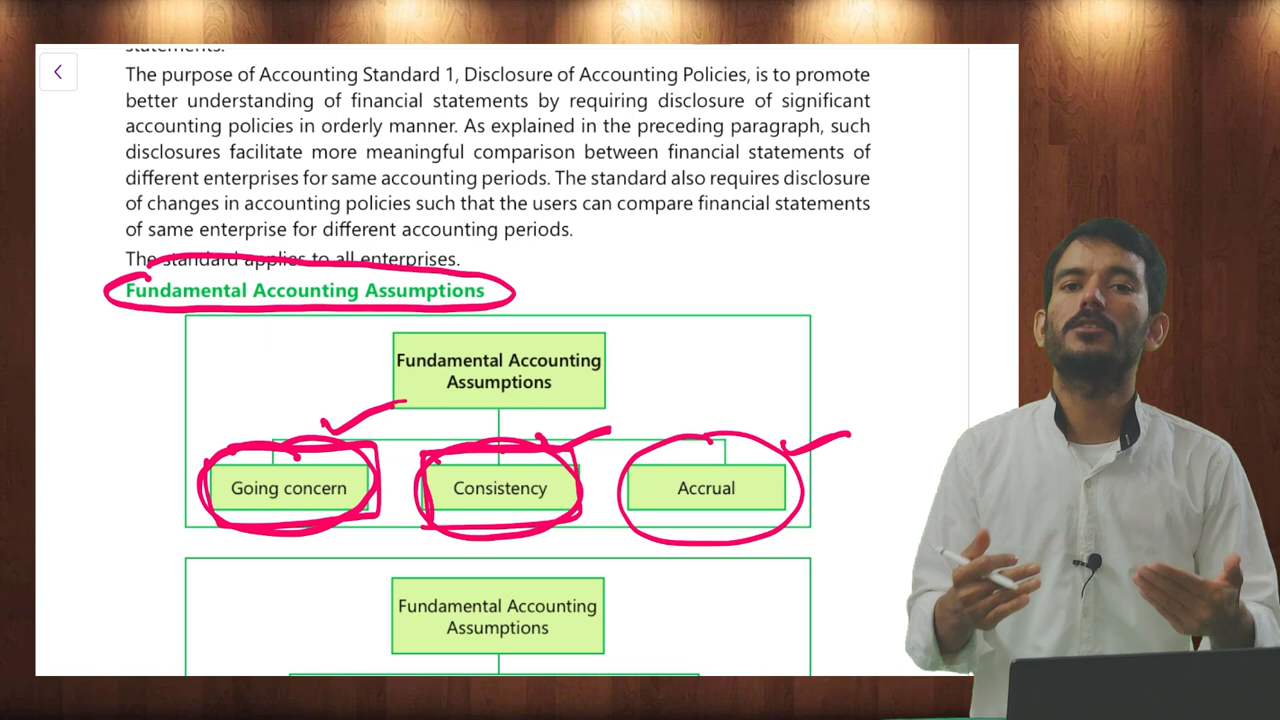 statements.
The purpose of Accounting Standard 1, Disclosure of Accounting Policies, is to promote
better understanding of financial statements by requiring disclosure of significant
accounting policies in orderly manner. As explained in the preceding paragraph, such
disclosures facilitate more meaningful comparison between financial statements of
different enterprises for same accounting periods. The standard also requires disclosure
of changes in accounting policies such that the users can compare financial statements
of same enterprise for different accounting periods.
The standard applies to all enterprises.
Fundamental Accounting Assumptions
Fundamental Accounting
Assumptions
Going concern
Consistency
Accrual
Fundamental Accounting
Assumptions